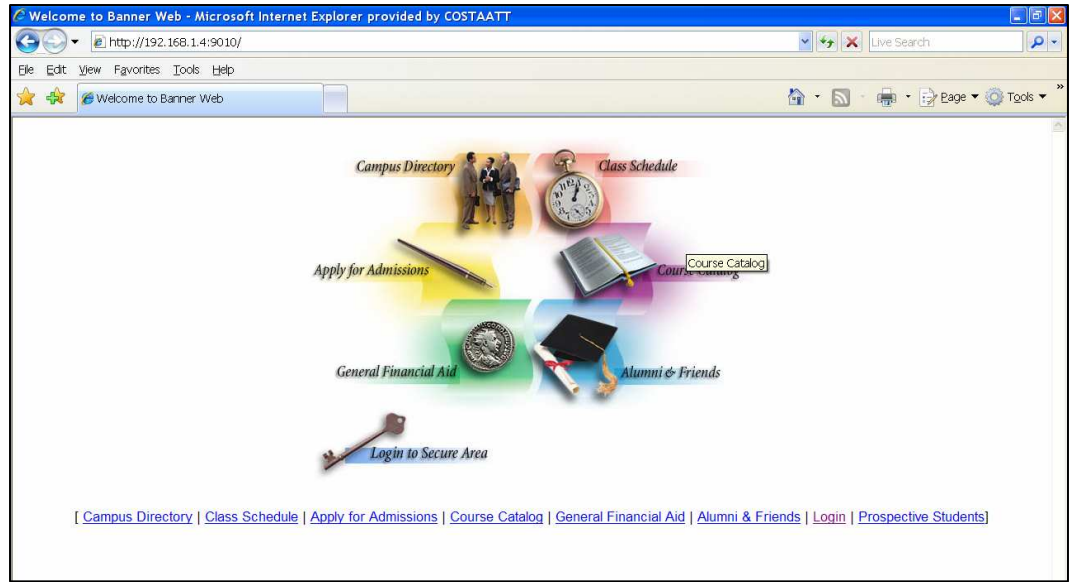 Welcome to Banner Web - Microsoft Internet Explorer provided by COSTAATT
http://192.168.1.4:9010/
Live Search
File Edit View Favorites Tools Help
Welcome to Banner Web
Page Tools »
Campus Directory
Class Schedule
Apply for Admissions
Course Catalog
Course Catalog
General Financial Aid
Alumni & Friends
Login to Secure Area
[ Campus Directory | Class Schedule | Apply for Admissions | Course Catalog | General Financial Aid | Alumni & Friends | Login | Prospective Students]